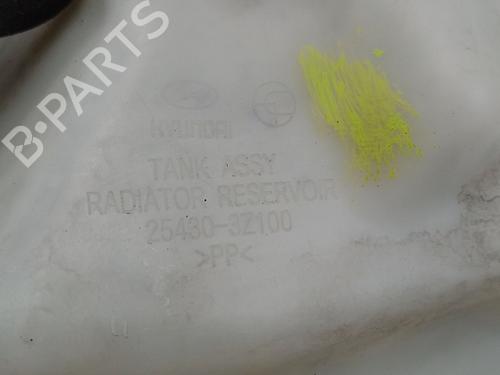 B-PARTS
HYUNDAI
TANK ASSY
RADIATOR RESERVOIR
25430-3Z100
>PP<